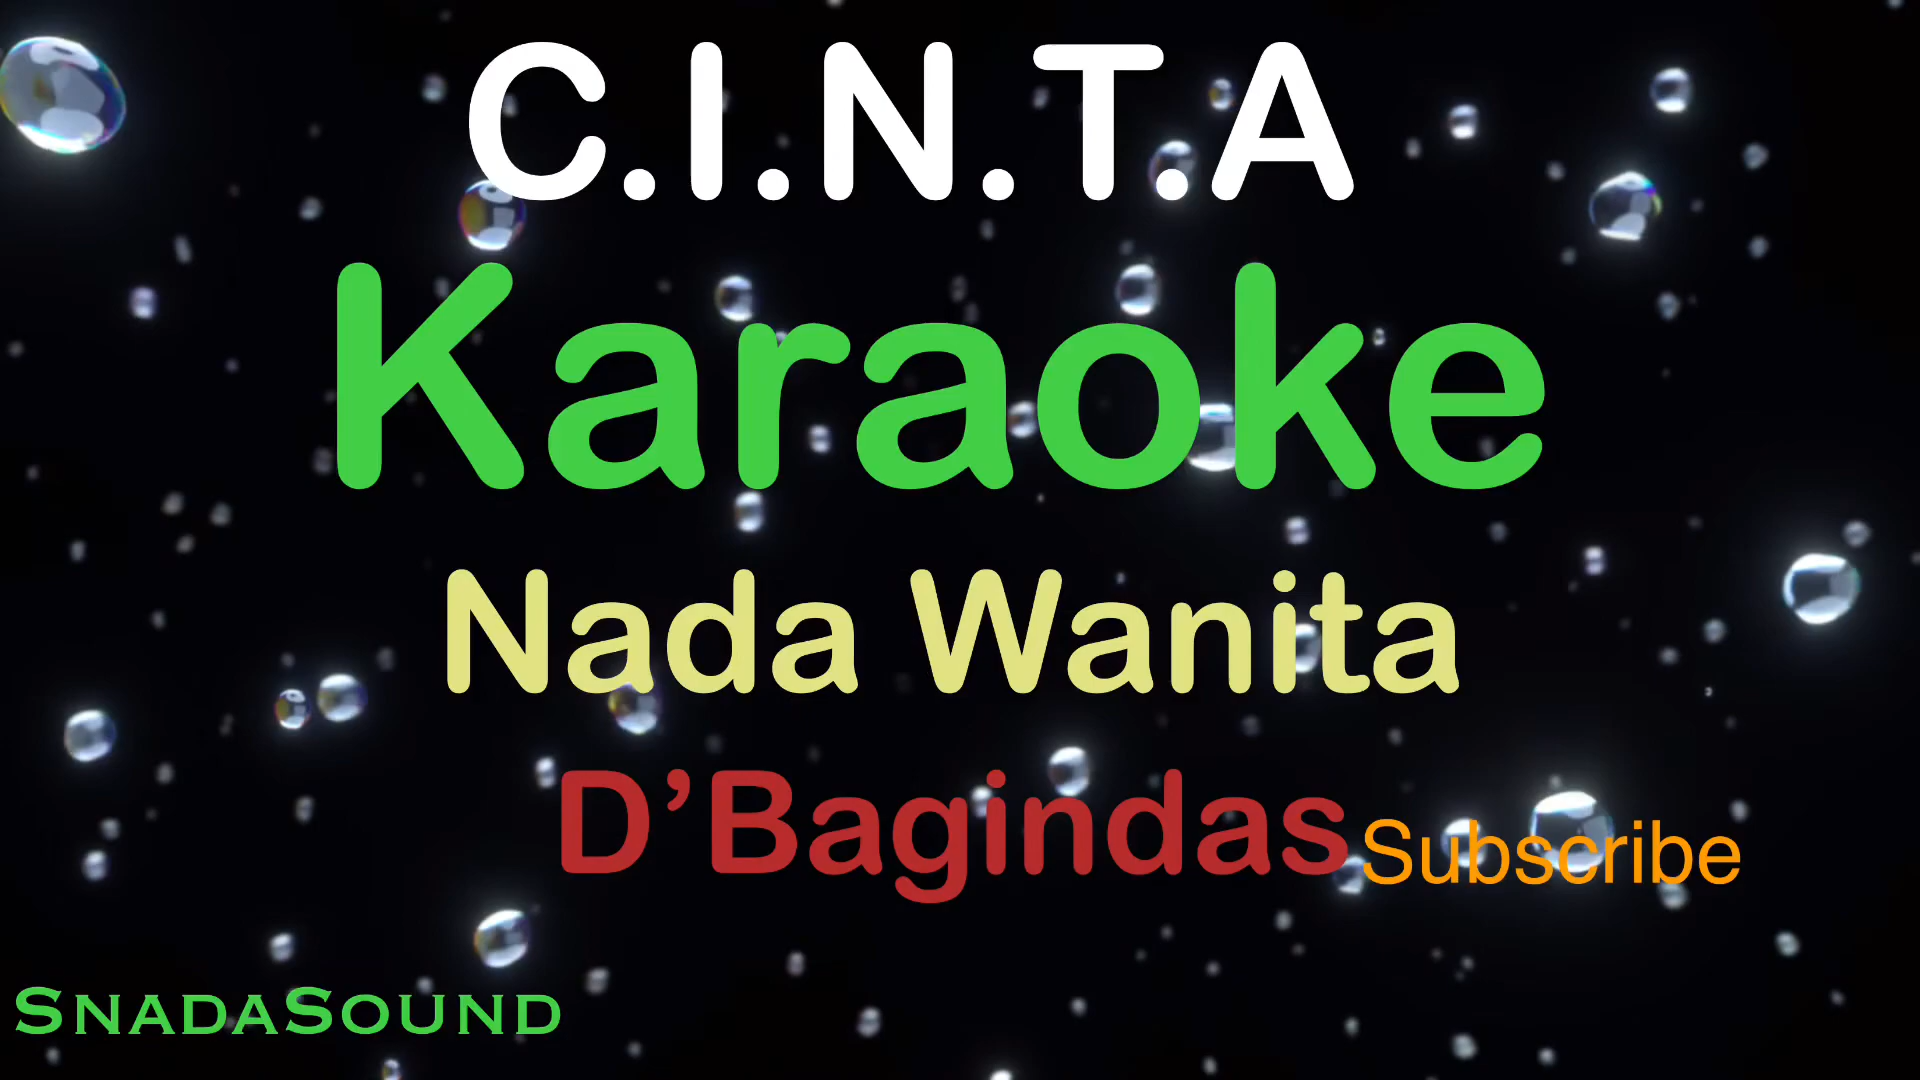 C.I.N.T.A
Karaoke
Nada Wanita
D’Bagindas
Subscribe
SnadaSound